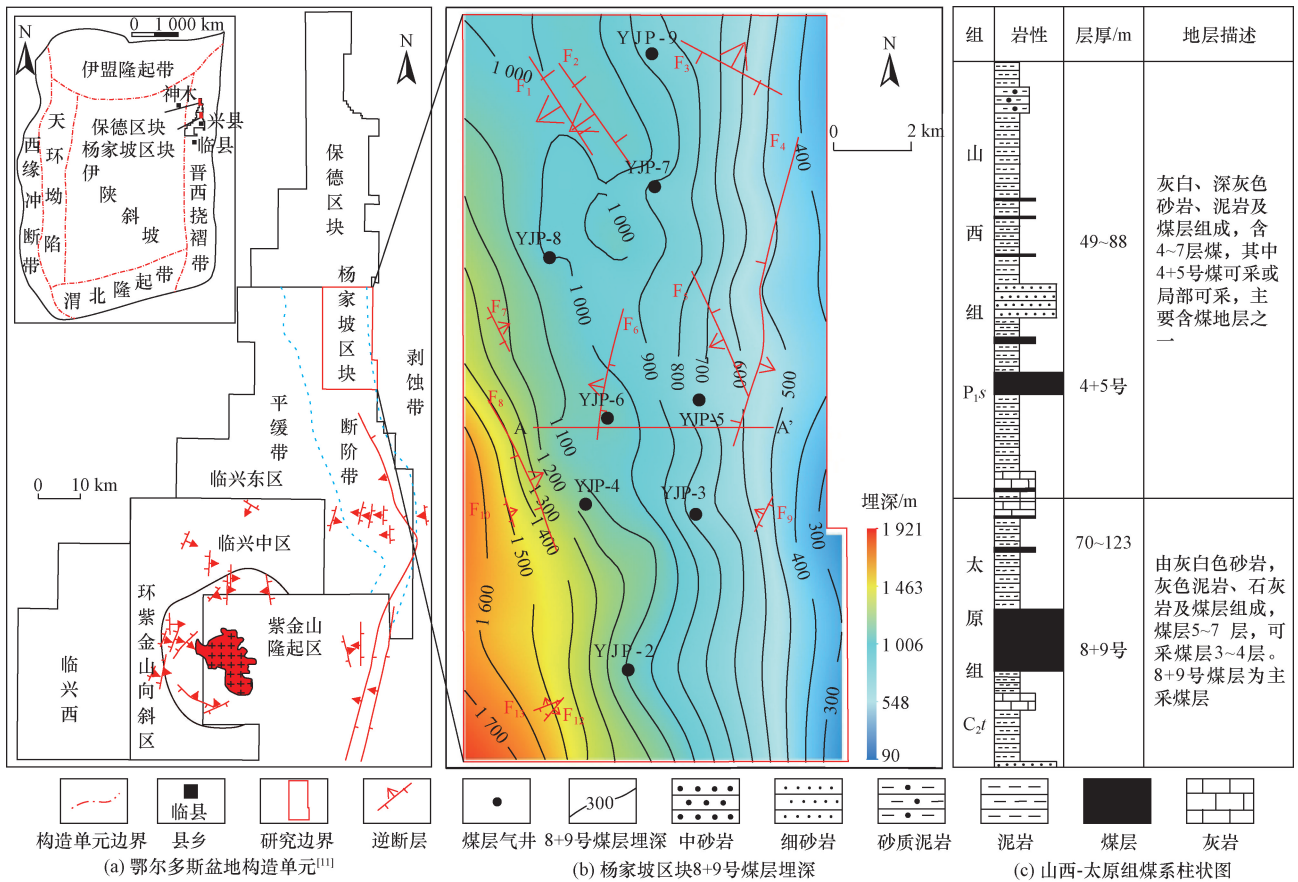 N
0 1 000 km
伊盟隆起带
神木
兴县
保德区块
杨家坡区块
临县
天环坳陷
西缘冲断带
伊陕斜坡
晋西挠褶带
渭北隆起带
N
保德区块
杨家坡区块
剥蚀带
平缓带
断阶带
0 10 km
临兴东区
临兴中区
环紫金山向斜区
紫金山
隆起区
临兴西
(a) 鄂尔多斯盆地构造单元[11]
YJP-9
N
1 000
F1
F2
F3
0 2 km
F4
400
YJP-7
1 000
YJP-8
1 000
F5
F7
F6
900
800
700
600
500
F8
YJP-6
YJP-5
A
A'
1 100
1 200
1 300
1 400
1 500
YJP-4
YJP-3
F10
F9
300
400
埋深/m
1 921
1 463
1 006
548
90
1 600
YJP-2
1 700
F13
F12
300
(b) 杨家坡区块8+9号煤层埋深
组
岩性
层厚/m
地层描述
山
西
组
P1s
49~88
4+5号
灰白、深灰色
砂岩、泥岩及
煤层组成，含
4~7层煤，其中
4+5号煤可采或
局部可采，主
要含煤地层之
一
太
原
组
C2t
70~123
8+9号
由灰白色砂岩，
灰色泥岩、石灰
岩及煤层组成，
煤层5~7 层，可
采煤层3~4层。
8+9号煤层为主
采煤层
(c) 山西-太原组煤系柱状图
构造单元边界
临县
县乡
研究边界
逆断层
煤层气井
300
8+9号煤层埋深
中砂岩
细砂岩
砂质泥岩
泥岩
煤层
灰岩